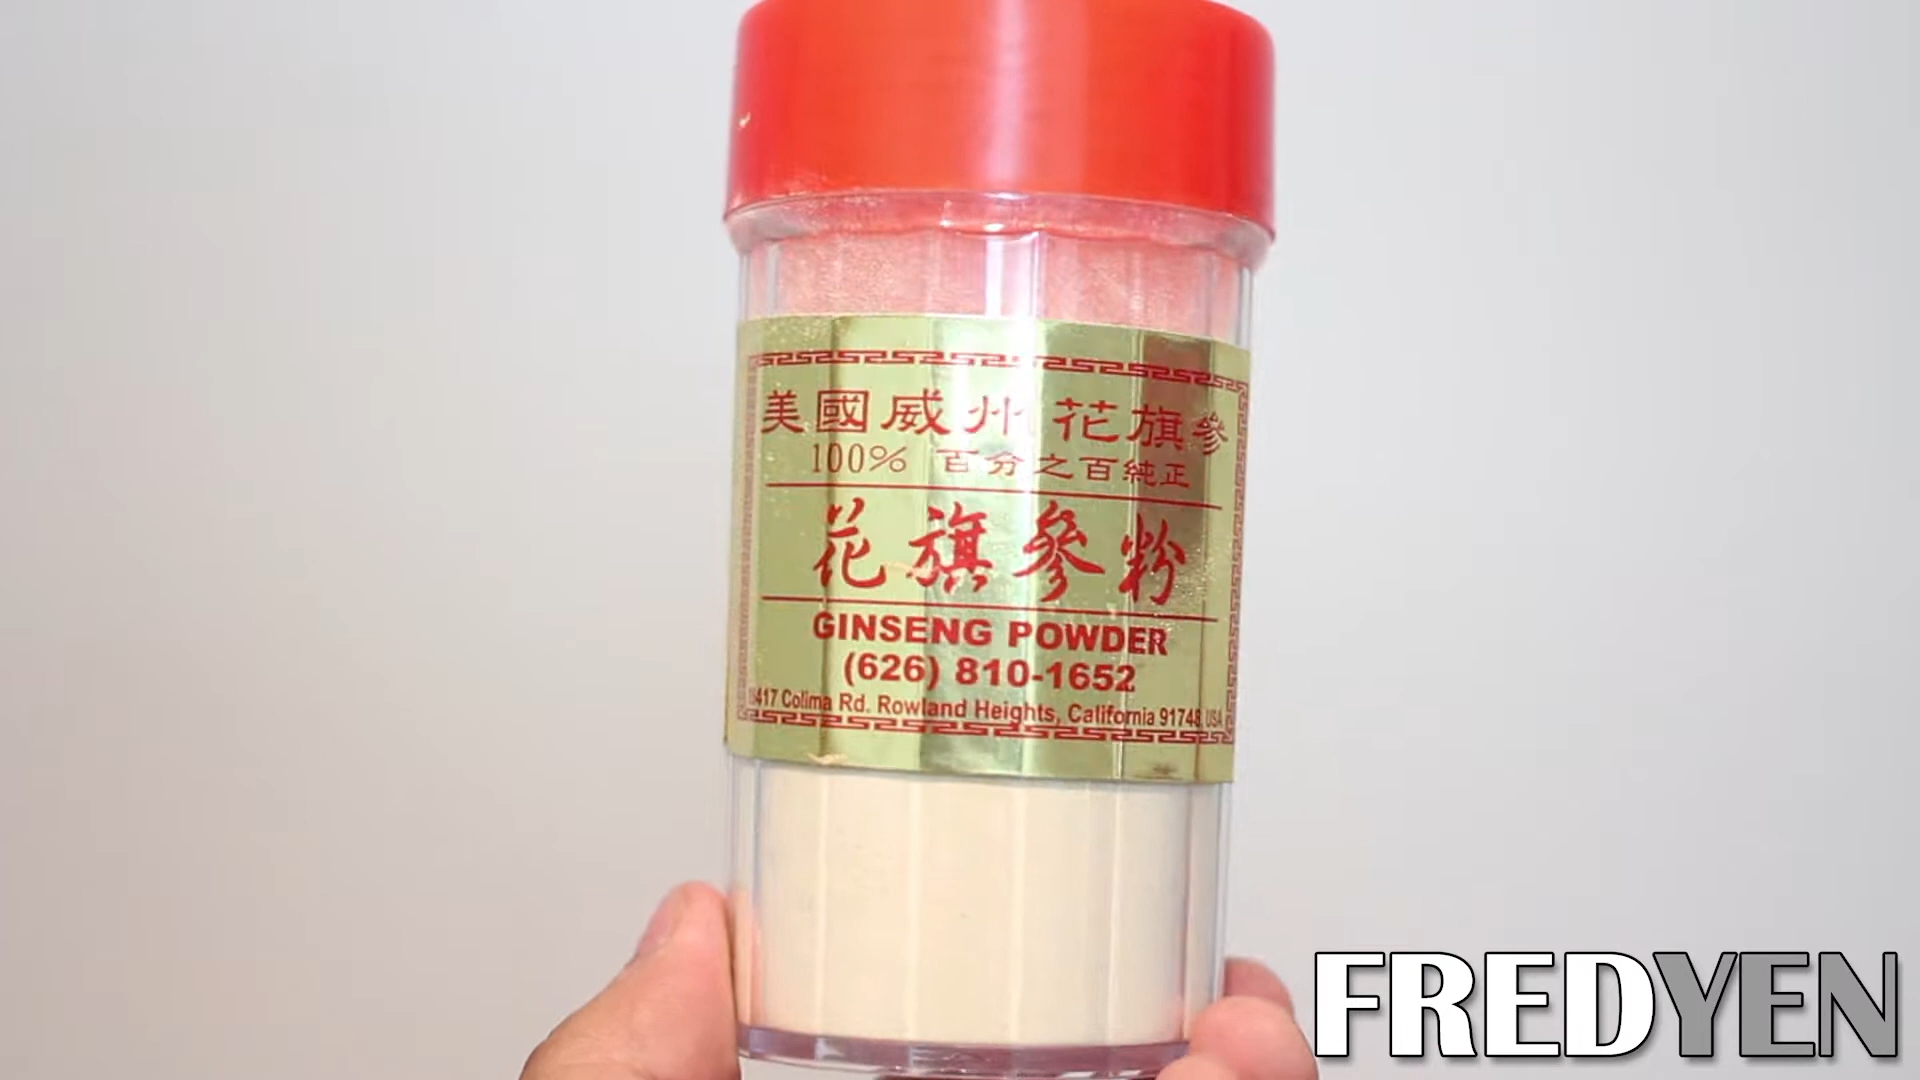 美國威州花旗參
100% 百分之百純正
花旗參粉
GINSENG POWDER
(626) 810-1652
Colima Rd. Rowland Heights, California 91748 USA
FREDYEN